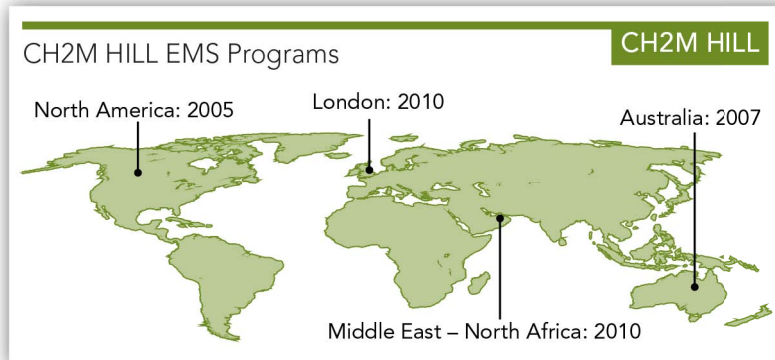 CH2M HILL EMS Programs
CH2M HILL
North America: 2005
London: 2010
Australia: 2007
Middle East – North Africa: 2010